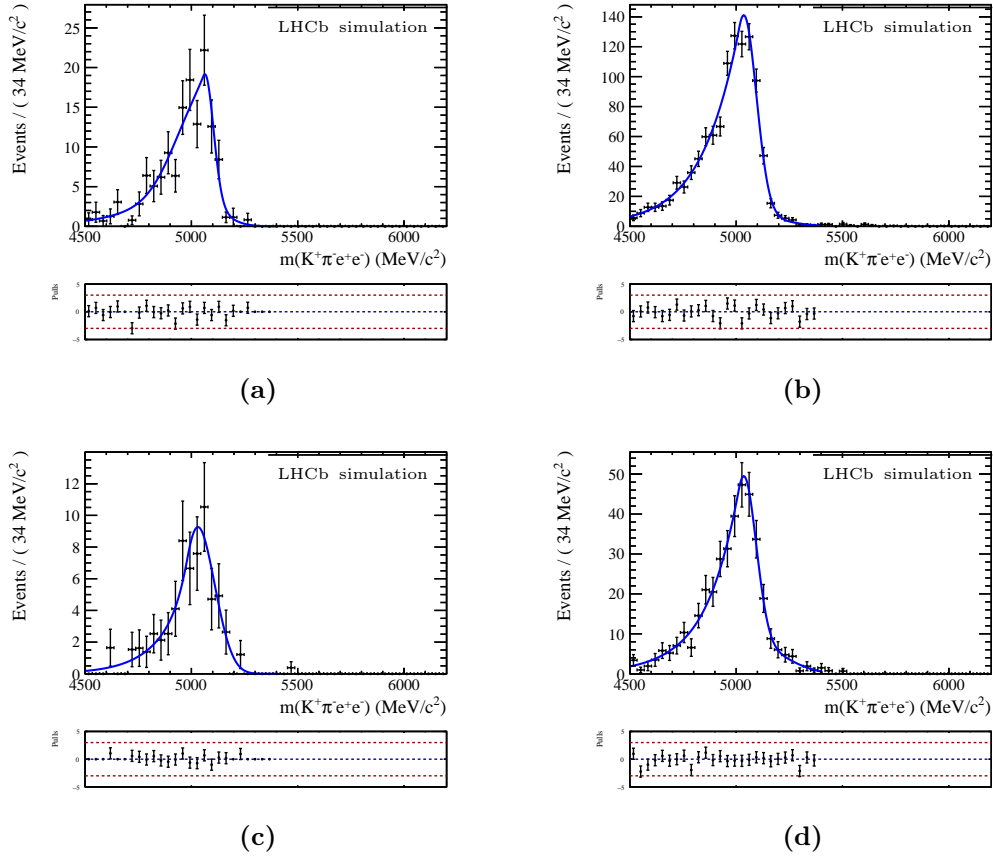 LHCb simulation
Events / ( 34 MeV/c² )
25
20
15
10
5
0
4500 5000 5500 6000
m(K⁺π⁻e⁺e⁻) (MeV/c²)
Pulls
5
0
−5
(a)
LHCb simulation
Events / ( 34 MeV/c² )
140
120
100
80
60
40
20
0
4500 5000 5500 6000
m(K⁺π⁻e⁺e⁻) (MeV/c²)
Pulls
5
0
−5
(b)
LHCb simulation
Events / ( 34 MeV/c² )
12
10
8
6
4
2
0
4500 5000 5500 6000
m(K⁺π⁻e⁺e⁻) (MeV/c²)
Pulls
5
0
−5
(c)
LHCb simulation
Events / ( 34 MeV/c² )
50
40
30
20
10
0
4500 5000 5500 6000
m(K⁺π⁻e⁺e⁻) (MeV/c²)
Pulls
5
0
−5
(d)